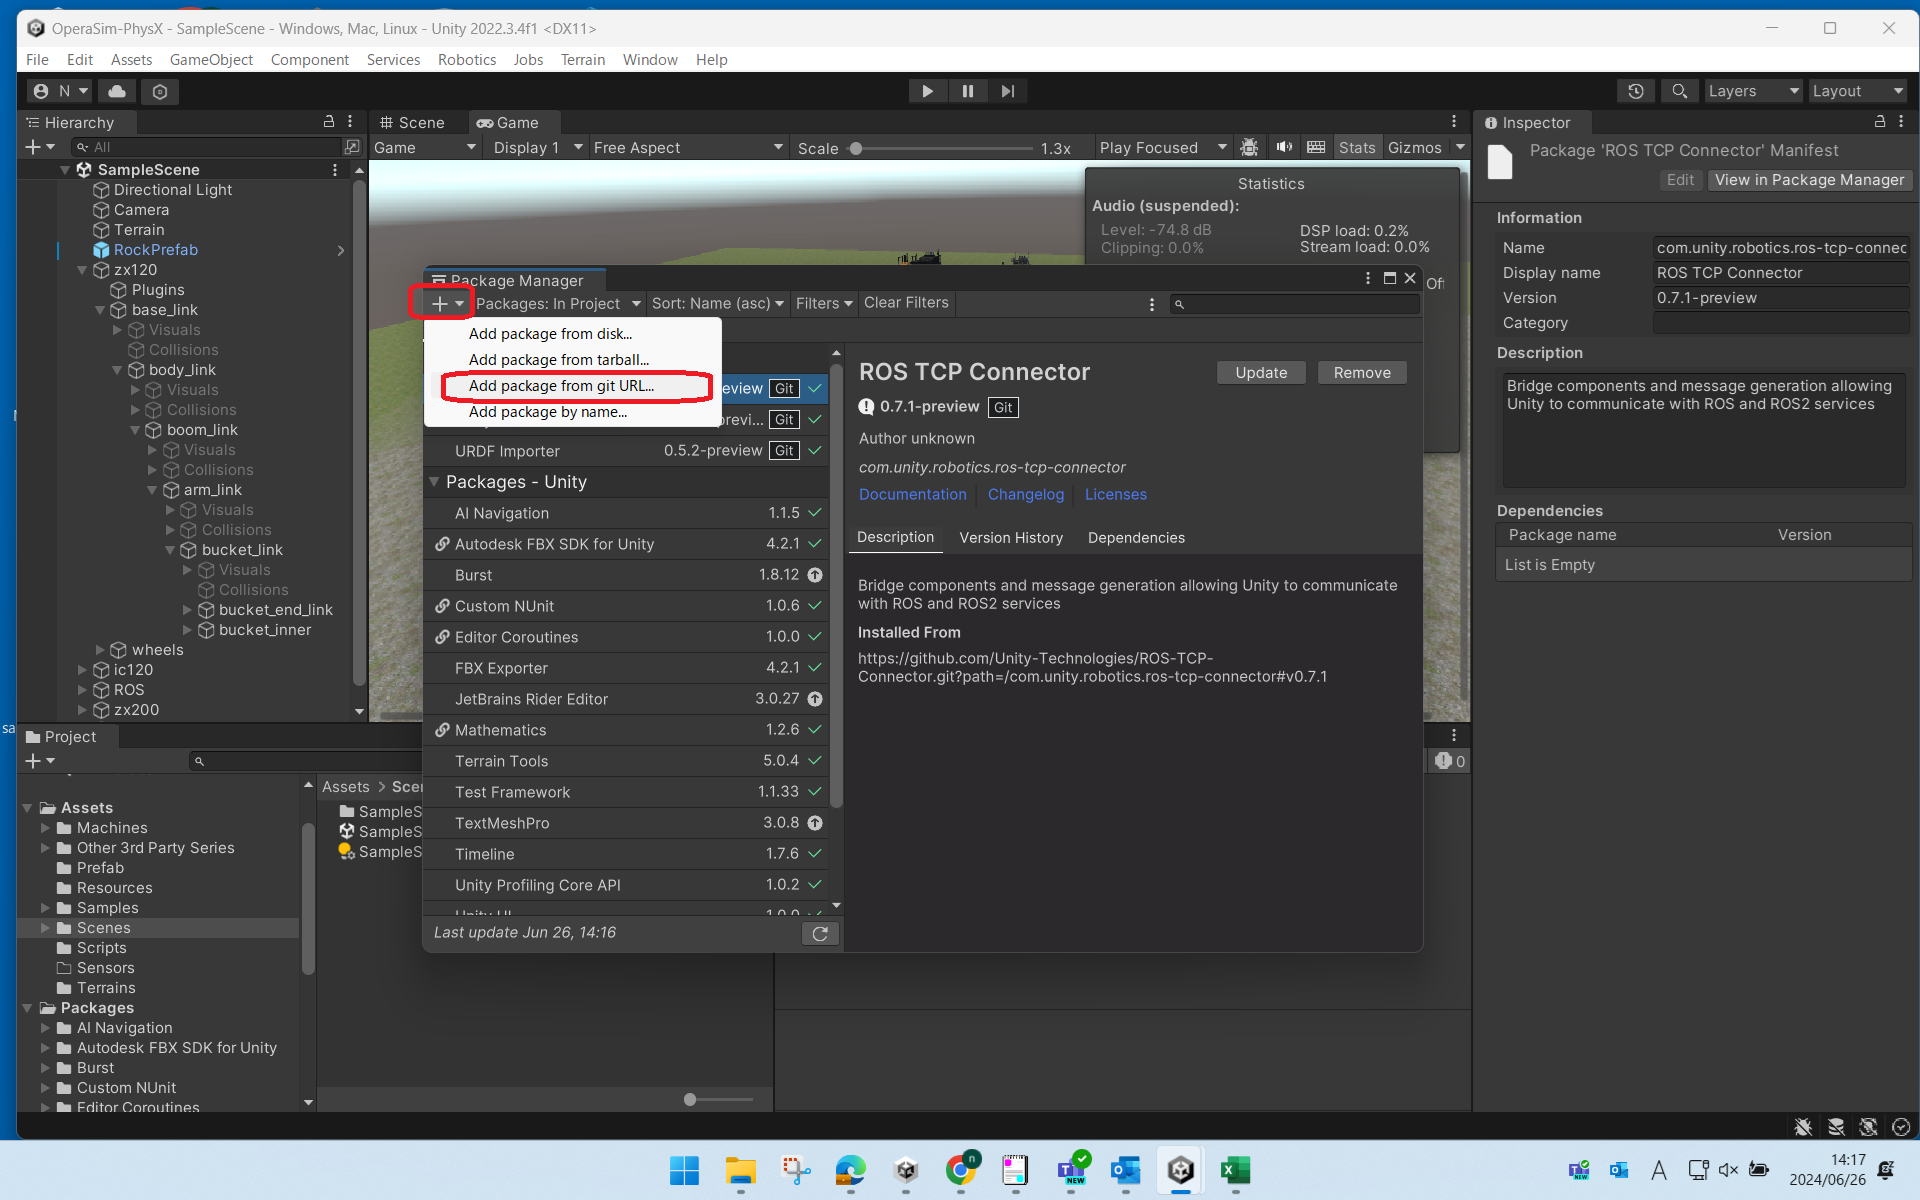 OperaSim-PhysX - SampleScene - Windows, Mac, Linux - Unity 2022.3.4f1 <DX11>
File Edit Assets GameObject Component Services Robotics Jobs Terrain Window Help
N Layers Layout
Hierarchy
All
SampleScene
Directional Light
Camera
Terrain
RockPrefab
zx120
Plugins
base_link
Visuals
Collisions
body_link
Visuals
Collisions
boom_link
Visuals
Collisions
arm_link
Visuals
Collisions
bucket_link
Visuals
Collisions
bucket_end_link
bucket_inner
wheels
ic120
ROS
zx200
Scene Game
Game Display 1 Free Aspect Scale 1.3x Play Focused Stats Gizmos
Statistics
Audio (suspended):
Level: -74.8 dB DSP load: 0.2%
Clipping: 0.0% Stream load: 0.0%
Off
Package Manager
Packages: In Project Sort: Name (asc) Filters Clear Filters
Add package from disk...
Add package from tarball...
Add package from git URL...
Add package by name...
eview Git
previ... Git
URDF Importer 0.5.2-preview Git
Packages - Unity
AI Navigation 1.1.5
Autodesk FBX SDK for Unity 4.2.1
Burst 1.8.12
Custom NUnit 1.0.6
Editor Coroutines 1.0.0
FBX Exporter 4.2.1
JetBrains Rider Editor 3.0.27
Mathematics 1.2.6
Terrain Tools 5.0.4
Test Framework 1.1.33
TextMeshPro 3.0.8
Timeline 1.7.6
Unity Profiling Core API 1.0.2
Unity UI 1.0.0
Last update Jun 26, 14:16
ROS TCP Connector
Update Remove
0.7.1-preview Git
Author unknown
com.unity.robotics.ros-tcp-connector
Documentation Changelog Licenses
Description Version History Dependencies
Bridge components and message generation allowing Unity to communicate
with ROS and ROS2 services
Installed From
https://github.com/Unity-Technologies/ROS-TCP-
Connector.git?path=/com.unity.robotics.ros-tcp-connector#v0.7.1
Inspector
Package 'ROS TCP Connector' Manifest
Edit View in Package Manager
Information
Name com.unity.robotics.ros-tcp-connec
Display name ROS TCP Connector
Version 0.7.1-preview
Category
Description
Bridge components and message generation allowing
Unity to communicate with ROS and ROS2 services
Dependencies
Package name Version
List is Empty
sa
Project
Assets
Machines
Other 3rd Party Series
Prefab
Resources
Samples
Scenes
Scripts
Sensors
Terrains
Packages
AI Navigation
Autodesk FBX SDK for Unity
Burst
Custom NUnit
Editor Coroutines
Assets > Scen
SampleS
SampleS
SampleS
0
n
NEW
NEW
A
14:17
2024/06/26